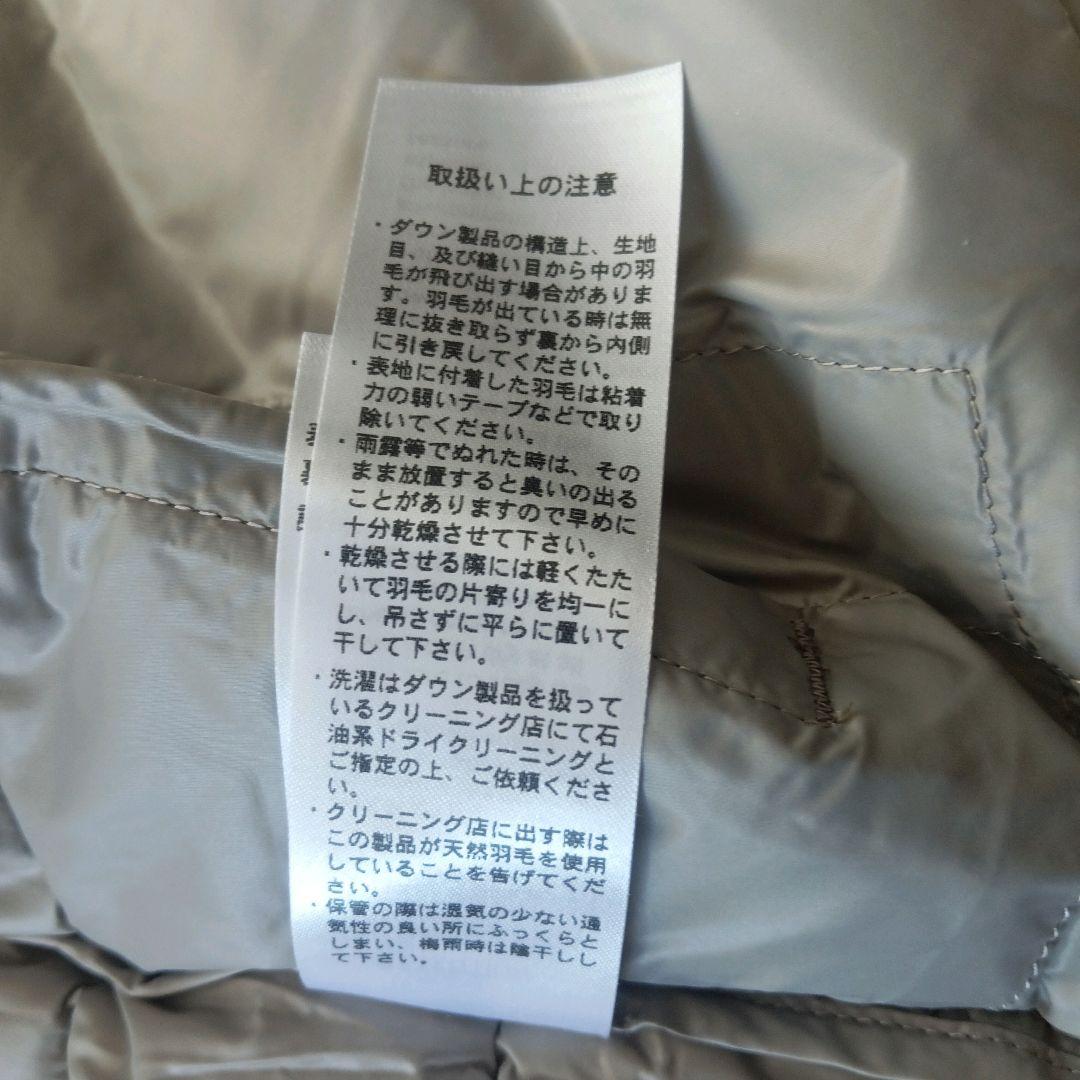 取扱い上の注意
・ダウン製品の構造上、生地
目、及び縫い目から中の羽
毛が飛び出す場合がありま
す。羽毛が出ている時は無
理に抜き取らず裏から内側
に引き戻してください。
・表地に付着した羽毛は粘着
力の弱いテープなどで取り
除いてください。
・雨露等でぬれた時は、その
まま放置すると臭いの出る
ことがありますので早めに
十分乾燥させて下さい。
・乾燥させる際には軽くたた
いて羽毛の片寄りを均一に
し、吊さずに平らに置いて
干して下さい。
・洗濯はダウン製品を扱って
いるクリーニング店にて石
油系ドライクリーニングと
ご指定の上、ご依頼くださ
い。
・クリーニング店に出す際は
この製品が天然羽毛を使用
していることを告げてくだ
さい。
・保管の際は湿気の少ない通
気性の良い所にふっくらと
しまい、梅雨時は陰干しし
て下さい。